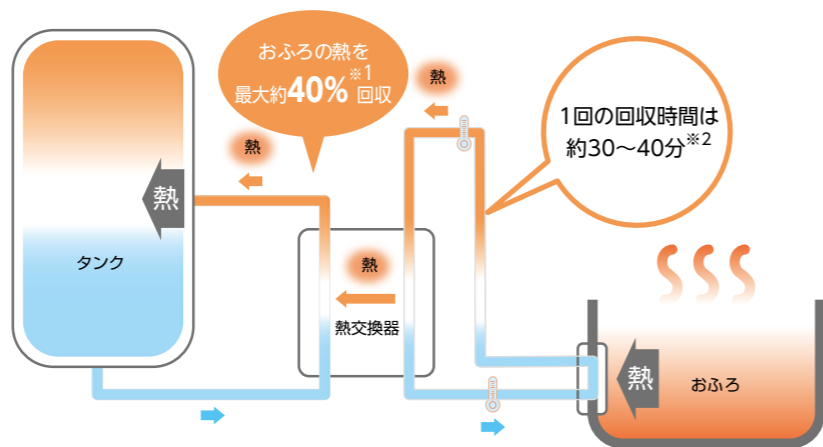 おふろの熱を
最大約40%※1回収
熱
1回の回収時間は
約30〜40分※2
熱
熱
熱
タンク
熱交換器
熱
おふろ